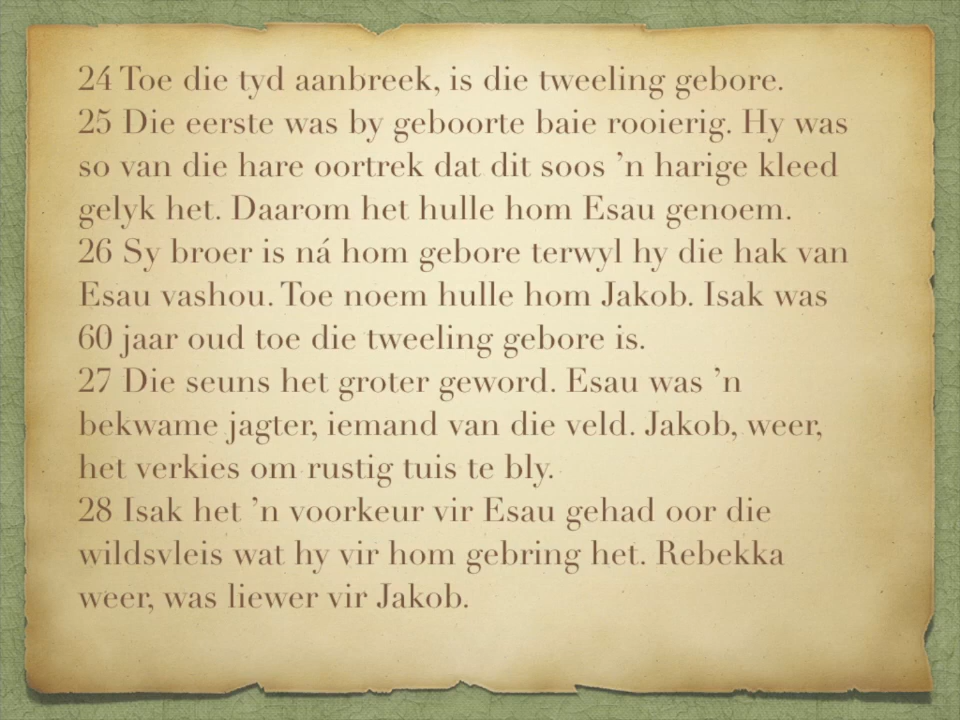 24 Toe die tyd aanbreek, is die tweeling gebore.
25 Die eerste was by geboorte baie rooierig. Hy was
so van die hare oortrek dat dit soos ’n harige kleed
gelyk het. Daarom het hulle hom Esau genoem.
26 Sy broer is ná hom gebore terwyl hy die hak van
Esau vashou. Toe noem hulle hom Jakob. Isak was
60 jaar oud toe die tweeling gebore is.
27 Die seuns het groter geword. Esau was ’n
bekwame jagter, iemand van die veld. Jakob, weer,
het verkies om rustig tuis te bly.
28 Isak het ’n voorkeur vir Esau gehad oor die
wildsvleis wat hy vir hom gebring het. Rebekka
weer, was liewer vir Jakob.